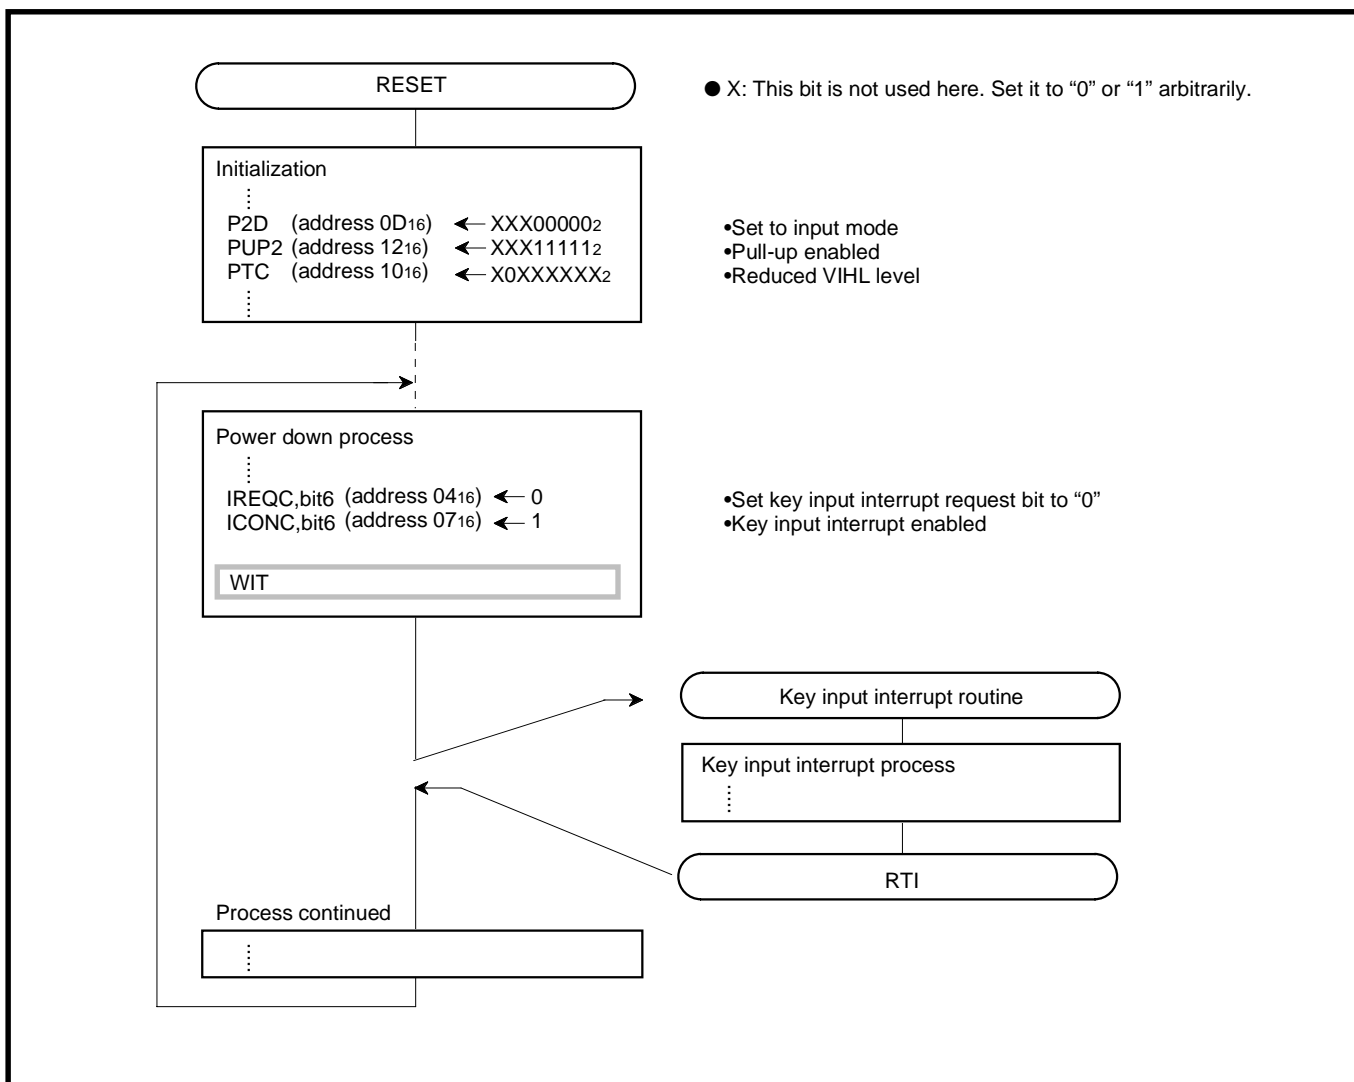 RESET
● X: This bit is not used here. Set it to “0” or “1” arbitrarily.
Initialization
P2D (address 0D16) ← XXX000002
•Set to input mode
PUP2 (address 1216) ← XXX111112
•Pull-up enabled
PTC (address 1016) ← X0XXXXXX2
•Reduced VIHL level
Power down process
IREQC,bit6 (address 0416) ← 0
•Set key input interrupt request bit to “0”
ICONC,bit6 (address 0716) ← 1
•Key input interrupt enabled
WIT
Key input interrupt routine
Key input interrupt process
RTI
Process continued